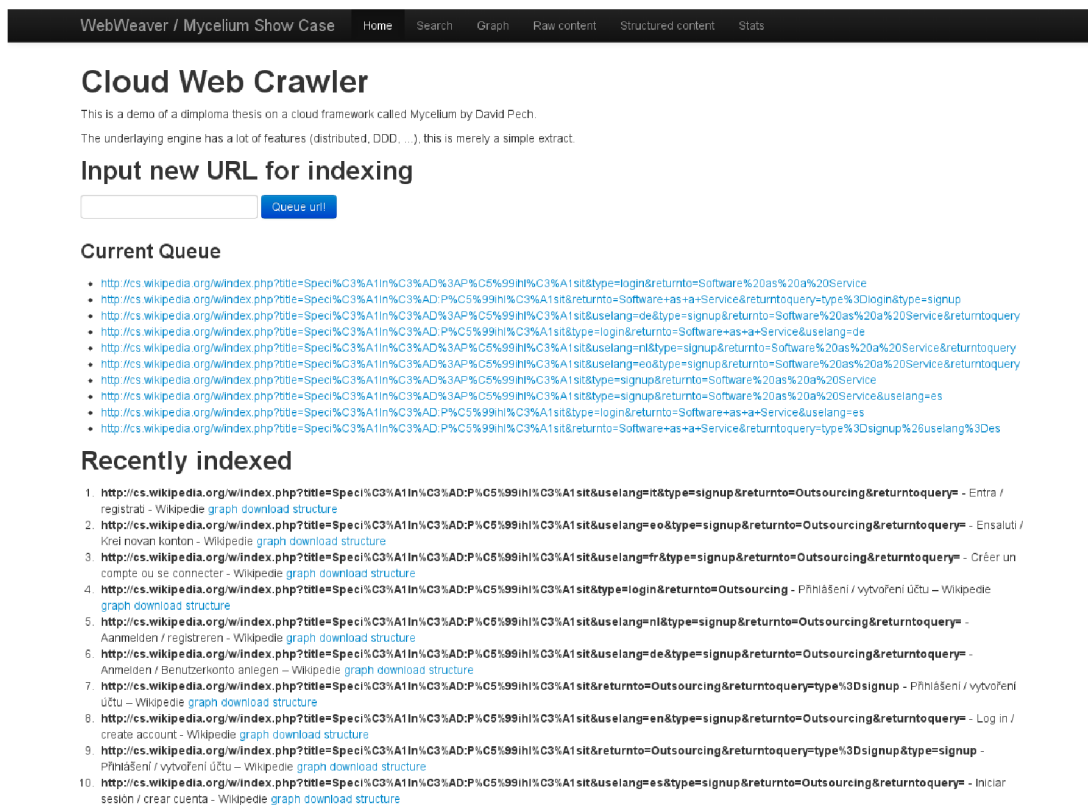 WebWeaver / Mycelium Show Case Home Search Graph Raw content Structured content Stats
Cloud Web Crawler
This is a demo of a dimploma thesis on a cloud framework called Mycelium by David Pech.
The underlaying engine has a lot of features (distributed, DDD, ...), this is merely a simple extract.
Input new URL for indexing
Queue url!
Current Queue
http://cs.wikipedia.org/w/index.php?title=Speci%C3%A1ln%C3%AD%3AP%C5%99ihl%C3%A1sit&type=login&returnto=Software%20as%20a%20Service
http://cs.wikipedia.org/w/index.php?title=Speci%C3%A1ln%C3%AD:P%C5%99ihl%C3%A1sit&returnto=Software+as+a+Service&returntoquery=type%3Dlogin&type=signup
http://cs.wikipedia.org/w/index.php?title=Speci%C3%A1ln%C3%AD%3AP%C5%99ihl%C3%A1sit&uselang=de&type=signup&returnto=Software%20as%20a%20Service&returntoquery
http://cs.wikipedia.org/w/index.php?title=Speci%C3%A1ln%C3%AD:P%C5%99ihl%C3%A1sit&type=login&returnto=Software+as+a+Service&uselang=de
http://cs.wikipedia.org/w/index.php?title=Speci%C3%A1ln%C3%AD%3AP%C5%99ihl%C3%A1sit&uselang=nl&type=signup&returnto=Software%20as%20a%20Service&returntoquery
http://cs.wikipedia.org/w/index.php?title=Speci%C3%A1ln%C3%AD%3AP%C5%99ihl%C3%A1sit&uselang=eo&type=signup&returnto=Software%20as%20a%20Service&returntoquery
http://cs.wikipedia.org/w/index.php?title=Speci%C3%A1ln%C3%AD%3AP%C5%99ihl%C3%A1sit&type=signup&returnto=Software%20as%20a%20Service
http://cs.wikipedia.org/w/index.php?title=Speci%C3%A1ln%C3%AD%3AP%C5%99ihl%C3%A1sit&type=signup&returnto=Software%20as%20a%20Service&uselang=es
http://cs.wikipedia.org/w/index.php?title=Speci%C3%A1ln%C3%AD:P%C5%99ihl%C3%A1sit&type=login&returnto=Software+as+a+Service&uselang=es
http://cs.wikipedia.org/w/index.php?title=Speci%C3%A1ln%C3%AD:P%C5%99ihl%C3%A1sit&returnto=Software+as+a+Service&returntoquery=type%3Dsignup%26uselang%3Des
Recently indexed
1. http://cs.wikipedia.org/w/index.php?title=Speci%C3%A1ln%C3%AD:P%C5%99ihl%C3%A1sit&uselang=it&type=signup&returnto=Outsourcing&returntoquery= - Entra /
registrati - Wikipedie graph download structure
2. http://cs.wikipedia.org/w/index.php?title=Speci%C3%A1ln%C3%AD:P%C5%99ihl%C3%A1sit&uselang=eo&type=signup&returnto=Outsourcing&returntoquery= - Ensaluti /
Krei novan konton - Wikipedie graph download structure
3. http://cs.wikipedia.org/w/index.php?title=Speci%C3%A1ln%C3%AD:P%C5%99ihl%C3%A1sit&uselang=fr&type=signup&returnto=Outsourcing&returntoquery= - Créer un
compte ou se connecter - Wikipedie graph download structure
4. http://cs.wikipedia.org/w/index.php?title=Speci%C3%A1ln%C3%AD:P%C5%99ihl%C3%A1sit&type=login&returnto=Outsourcing - Přihlášení / vytvoření účtu – Wikipedie
graph download structure
5. http://cs.wikipedia.org/w/index.php?title=Speci%C3%A1ln%C3%AD:P%C5%99ihl%C3%A1sit&uselang=nl&type=signup&returnto=Outsourcing&returntoquery= -
Aanmelden / registreren - Wikipedie graph download structure
6. http://cs.wikipedia.org/w/index.php?title=Speci%C3%A1ln%C3%AD:P%C5%99ihl%C3%A1sit&uselang=de&type=signup&returnto=Outsourcing&returntoquery= -
Anmelden / Benutzerkonto anlegen – Wikipedie graph download structure
7. http://cs.wikipedia.org/w/index.php?title=Speci%C3%A1ln%C3%AD:P%C5%99ihl%C3%A1sit&returnto=Outsourcing&returntoquery=type%3Dsignup - Přihlášení / vytvoření
účtu – Wikipedie graph download structure
8. http://cs.wikipedia.org/w/index.php?title=Speci%C3%A1ln%C3%AD:P%C5%99ihl%C3%A1sit&uselang=en&type=signup&returnto=Outsourcing&returntoquery= - Log in /
create account - Wikipedie graph download structure
9. http://cs.wikipedia.org/w/index.php?title=Speci%C3%A1ln%C3%AD:P%C5%99ihl%C3%A1sit&returnto=Outsourcing&returntoquery=type%3Dsignup&type=signup -
Přihlášení / vytvoření účtu – Wikipedie graph download structure
10. http://cs.wikipedia.org/w/index.php?title=Speci%C3%A1ln%C3%AD:P%C5%99ihl%C3%A1sit&uselang=es&type=signup&returnto=Outsourcing&returntoquery= - Iniciar
sesión / crear cuenta - Wikipedie graph download structure